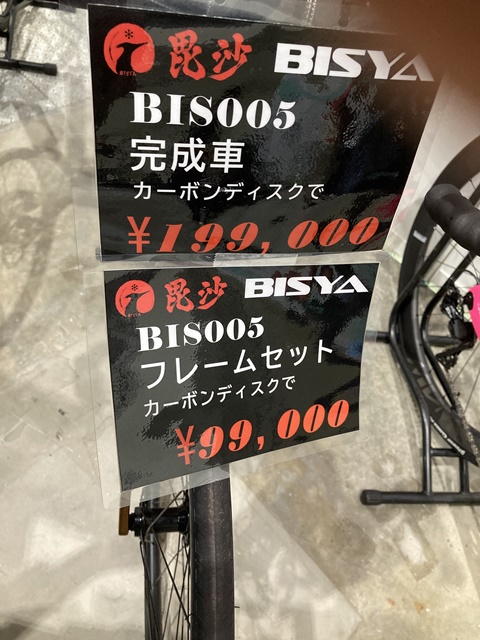 毘沙 BISYA
BIS005
完成車
カーボンディスクで
¥199,000
毘沙 BISYA
BIS005
フレームセット
カーボンディスクで
¥99,000